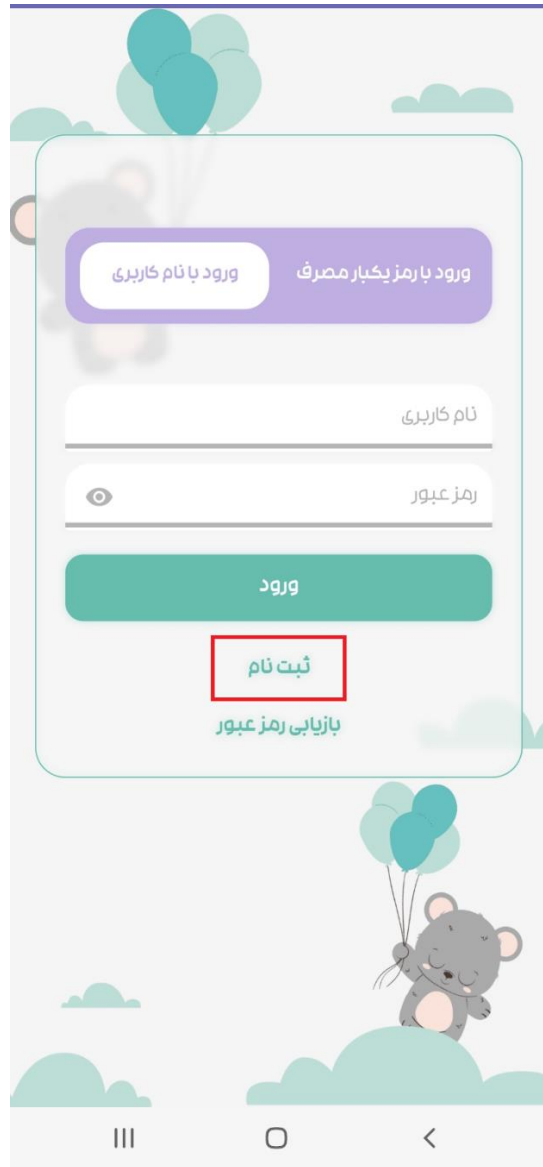 ورود با رمز یکبار مصرف
ورود با نام کاربری
نام کاربری
رمز عبور
ورود
ثبت نام
بازیابی رمز عبور